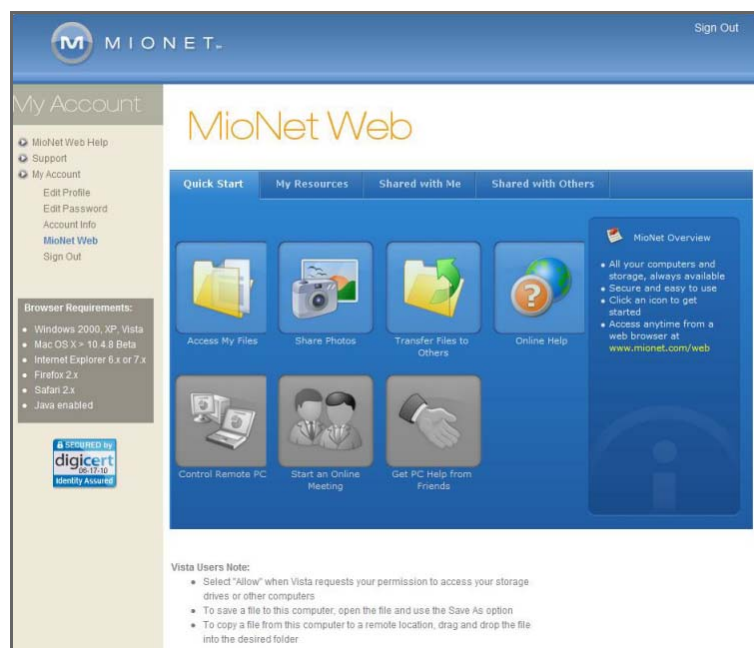 Sign Out
M MIONET™
My Account
MioNet Web Help
Support
My Account
Edit Profile
Edit Password
Account Info
MioNet Web
Sign Out
Browser Requirements:
Windows 2000, XP, Vista
Mac OS X > 10.4.8 Beta
Internet Explorer 6.x or 7.x
Firefox 2.x
Safari 2.x
Java enabled
SECURED by
digicert
06-17-10
Identity Assured
MioNet Web
Quick Start My Resources Shared with Me Shared with Others
Access My Files
Share Photos
Transfer Files to
Others
Online Help
Control Remote PC
Start an Online
Meeting
Get PC Help from
Friends
MioNet Overview
All your computers and
storage, always available
Secure and easy to use
Click an icon to get
started
Access anytime from a
web browser at
www.mionet.com/web
Vista Users Note:
Select "Allow" when Vista requests your permission to access your storage
drives or other computers
To save a file to this computer, open the file and use the Save As option
To copy a file from this computer to a remote location, drag and drop the file
into the desired folder